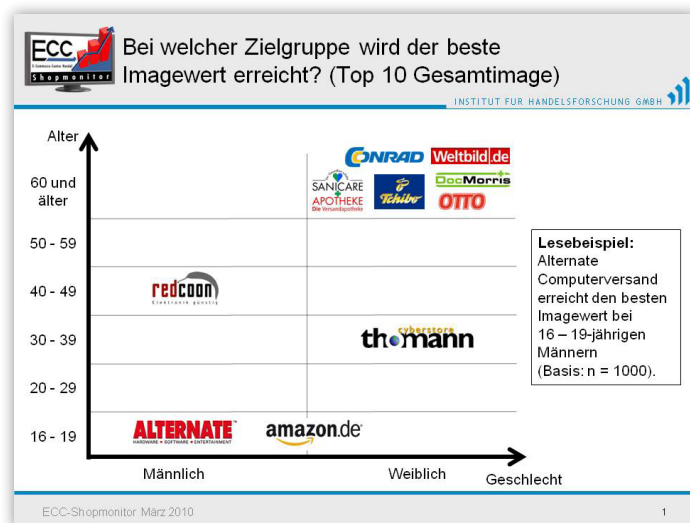 ECC
E-Commerce-Center Handel
Shopmonitor
Bei welcher Zielgruppe wird der beste
Imagewert erreicht? (Top 10 Gesamtimage)
INSTITUT FÜR HANDELSFORSCHUNG GMBH
Alter
60 und
älter
50 - 59
40 - 49
30 - 39
20 - 29
16 - 19
CONRAD
Weltbild.de
SANICARE
APOTHEKE
Die Versandapotheke
Tchibo
DocMorris
OTTO
redcoon
Elektronik günstig
cyberstore
thomann
ALTERNATE
HARDWARE • SOFTWARE • ENTERTAINMENT
amazon.de
Lesebeispiel:
Alternate
Computerversand
erreicht den besten
Imagewert bei
16 – 19-jährigen
Männern
(Basis: n = 1000).
Männlich
Weiblich
Geschlecht
ECC-Shopmonitor März 2010
1